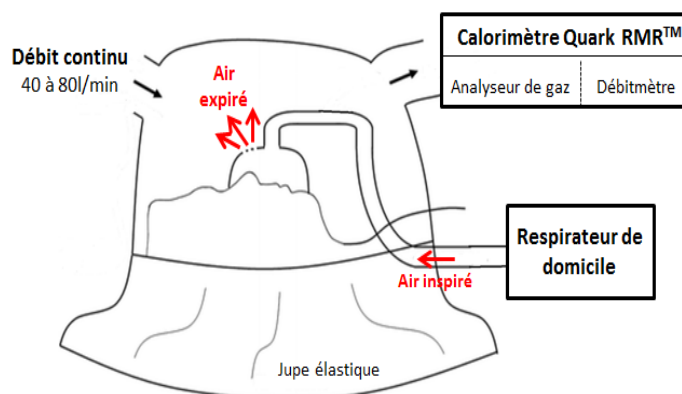 Débit continu
40 à 80l/min
Air
expiré
Calorimètre Quark RMR™
Analyseur de gaz
Débitmètre
Respirateur de
domicile
Air inspiré
Jupe élastique